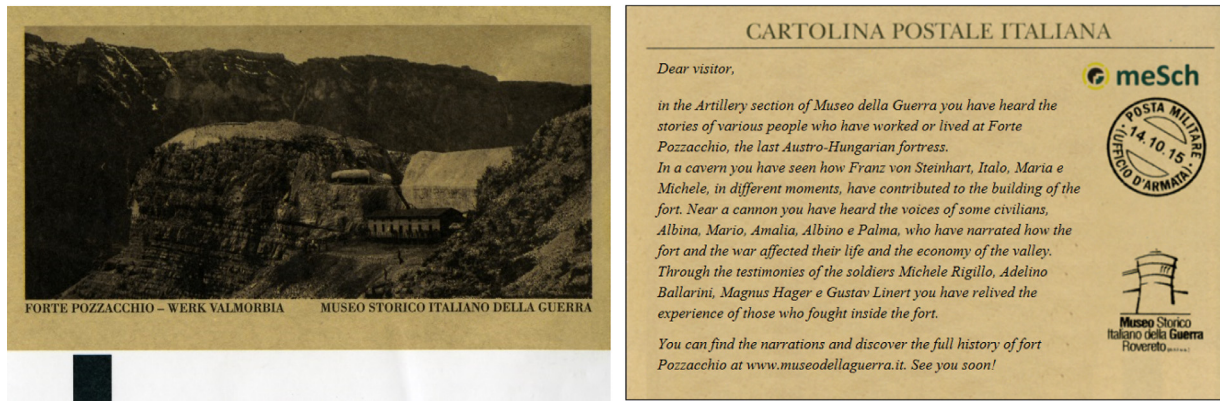 FORTE POZZACCHIO – WERK VALMORBIA
MUSEO STORICO ITALIANO DELLA GUERRA
CARTOLINA POSTALE ITALIANA
Dear visitor,
meSch
in the Artillery section of Museo della Guerra you have heard the
stories of various people who have worked or lived at Forte
Pozzacchio, the last Austro-Hungarian fortress.
In a cavern you have seen how Franz von Steinhart, Italo, Maria e
Michele, in different moments, have contributed to the building of the
fort. Near a cannon you have heard the voices of some civilians,
Albina, Mario, Amalia, Albino e Palma, who have narrated how the
fort and the war affected their life and the economy of the valley.
Through the testimonies of the soldiers Michele Rigillo, Adelino
Ballarini, Magnus Hager e Gustav Linert you have relived the
experience of those who fought inside the fort.
You can find the narrations and discover the full history of fort
Pozzacchio at www.museodellaguerra.it. See you soon!
POSTA MILITARE
14.10.15
(UFFICIO D'ARMATA)
Museo Storico
Italiano della Guerra
Rovereto